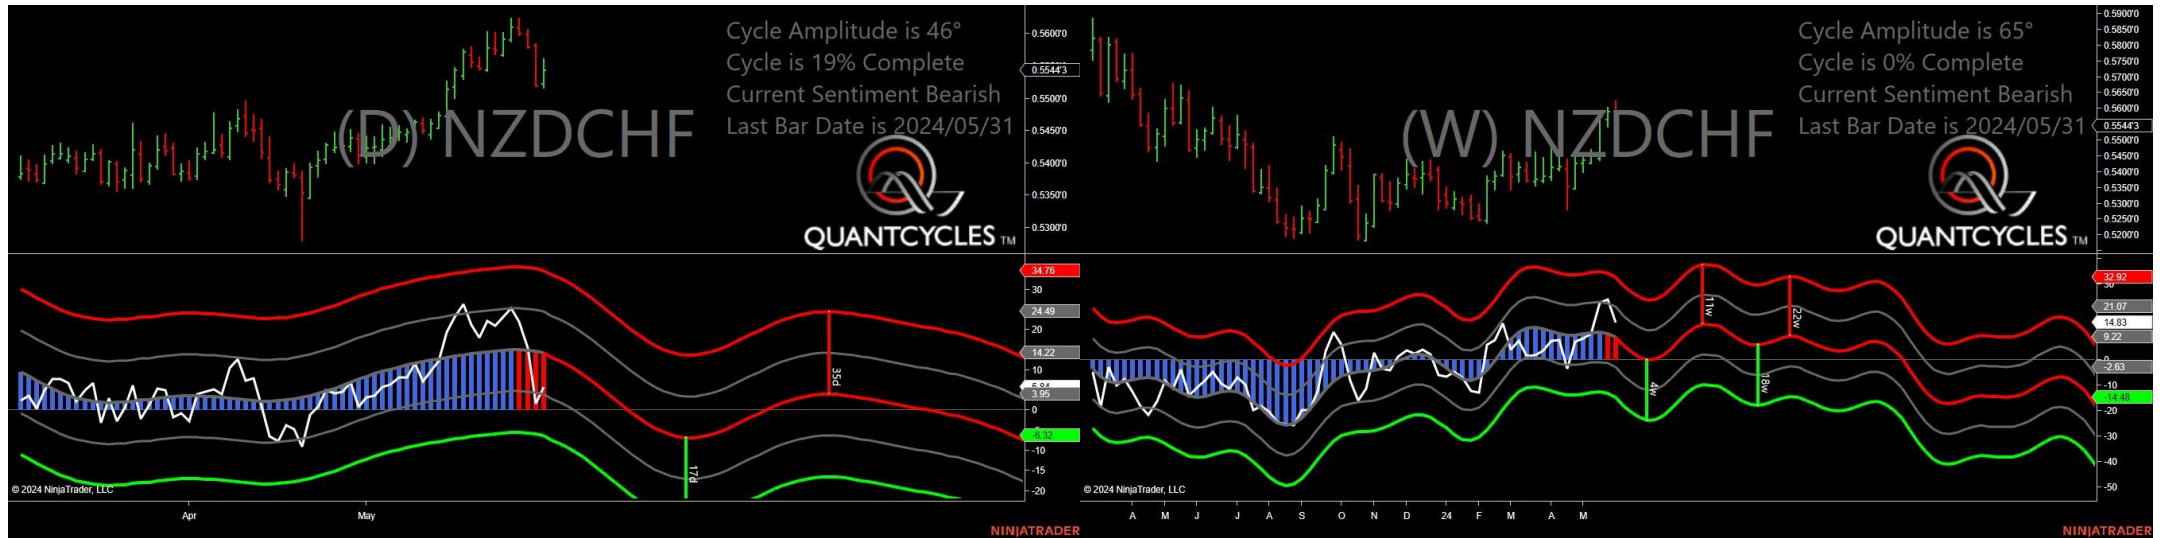 Cycle Amplitude is 46°
Cycle is 19% Complete
Current Sentiment Bearish
Last Bar Date is 2024/05/31
(D) NZDCHF
QUANTCYCLES TM
0.5600'0
0.5544'3
0.5500'0
0.5450'0
0.5400'0
0.5350'0
0.5300'0
34.76
30
24.49
20
14.22
10
5.84
3.95
0
-6.32
-10
-15
-20
35d
17d
© 2024 NinjaTrader, LLC
Apr
May
NINJATRADER
Cycle Amplitude is 65°
Cycle is 0% Complete
Current Sentiment Bearish
Last Bar Date is 2024/05/31
(W) NZDCHF
QUANTCYCLES TM
0.5900'0
0.5850'0
0.5800'0
0.5750'0
0.5700'0
0.5650'0
0.5600'0
0.5544'3
0.5500'0
0.5450'0
0.5400'0
0.5350'0
0.5300'0
0.5250'0
0.5200'0
32.92
30
21.07
14.83
9.22
0
-2.63
-10
-14.48
-20
-30
-40
-50
11w
22w
4w
18w
© 2024 NinjaTrader, LLC
A M J J A S O N D 24 F M A M
NINJATRADER